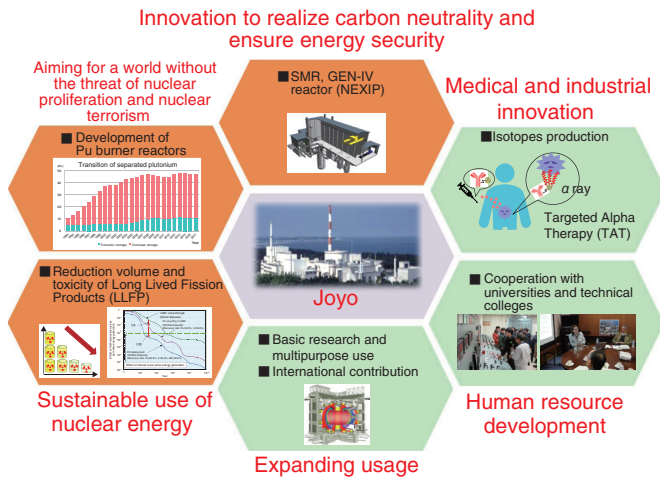 Innovation to realize carbon neutrality and
ensure energy security
Aiming for a world without
the threat of nuclear
proliferation and nuclear
terrorism
■ Development of
Pu burner reactors
Transition of separated plutonium
■ SMR, GEN-IV
reactor (NEXIP)
Medical and industrial
innovation
■ Isotopes production
α ray
Targeted Alpha
Therapy (TAT)
Joyo
■ Reduction volume and
toxicity of Long Lived Fission
Products (LLFP)
Sustainable use of
nuclear energy
■ Basic research and
multipurpose use
■ International contribution
Expanding usage
■ Cooperation with
universities and technical
colleges
Human resource
development